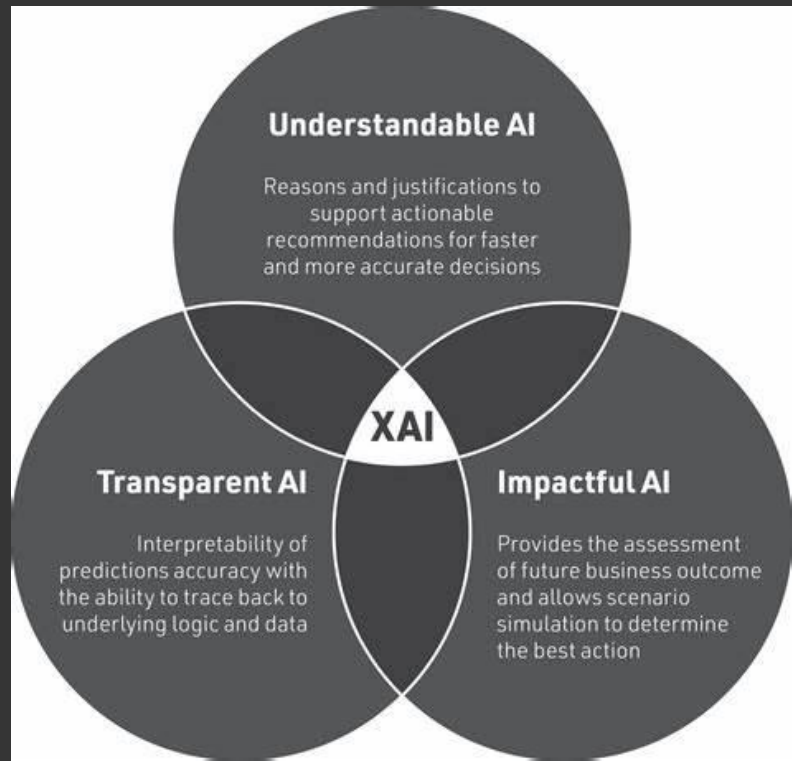 Understandable AI
Reasons and justifications to
support actionable
recommendations for faster
and more accurate decisions
XAI
Transparent AI
Interpretability of
predictions accuracy with
the ability to trace back to
underlying logic and data
Impactful AI
Provides the assessment
of future business outcome
and allows scenario
simulation to determine
the best action